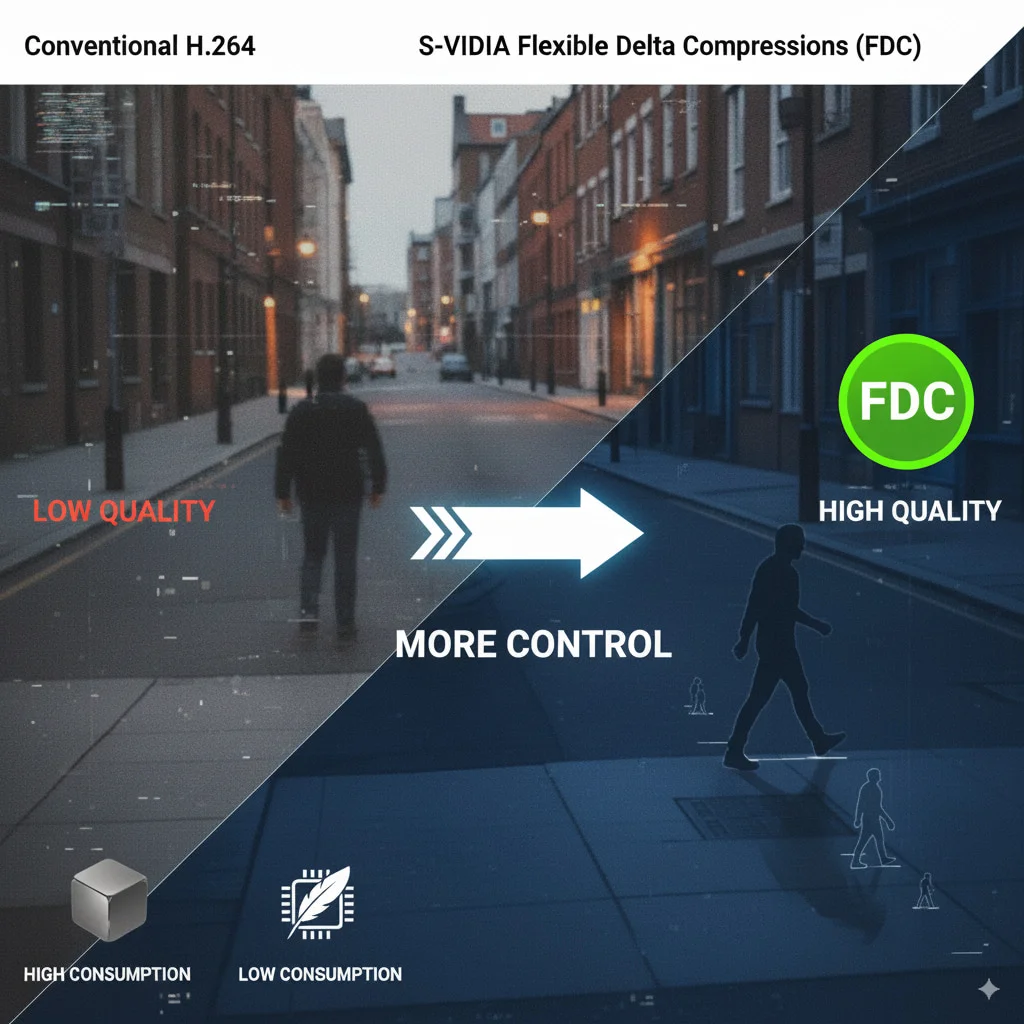 Conventional H.264
S-VIDIA Flexible Delta Compressions (FDC)
FDC
LOW QUALITY
HIGH QUALITY
MORE CONTROL
HIGH CONSUMPTION
LOW CONSUMPTION